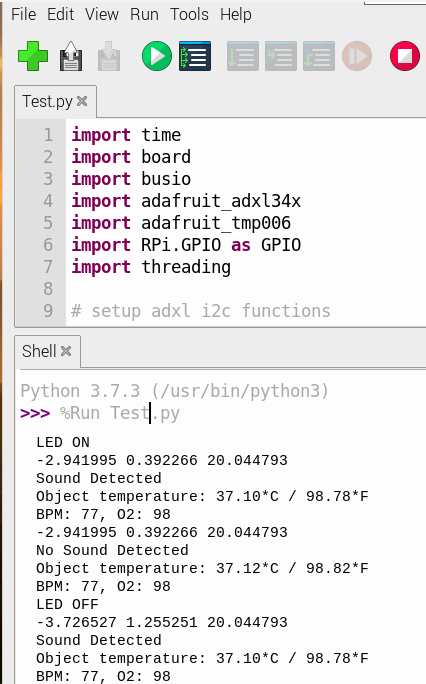 File Edit View Run Tools Help
Test.py
1 import time
2 import board
3 import busio
4 import adafruit_adxl34x
5 import adafruit_tmp006
6 import RPi.GPIO as GPIO
7 import threading
8
9 # setup adxl i2c functions
Shell
Python 3.7.3 (/usr/bin/python3)
>>> %Run Test.py
LED ON
-2.941995 0.392266 20.044793
Sound Detected
Object temperature: 37.10*C / 98.78*F
BPM: 77, O2: 98
-2.941995 0.392266 20.044793
No Sound Detected
Object temperature: 37.12*C / 98.82*F
BPM: 77, O2: 98
LED OFF
-3.726527 1.255251 20.044793
Sound Detected
Object temperature: 37.10*C / 98.78*F
BPM: 77, O2: 98